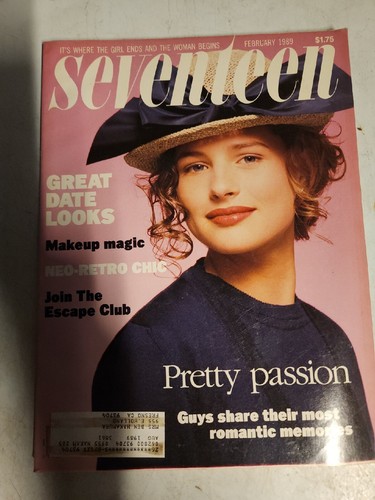 IT'S WHERE THE GIRL ENDS AND THE WOMAN BEGINS
FEBRUARY 1989
$1.75
seventeen
GREAT
DATE
LOOKS
Makeup magic
NEO-RETRO CHIC
Join The
Escape Club
Pretty passion
Guys share their most
romantic memories